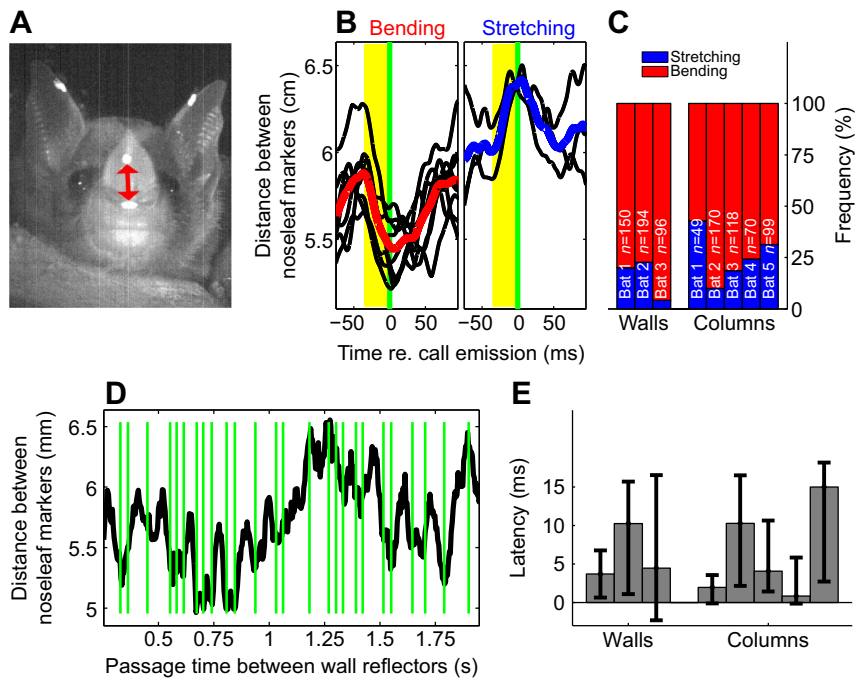 A
B
Bending
Stretching
C
Distance between
noseleaf markers (cm)
6.5
6
5.5
−50
0
50
−50
0
50
Time re. call emission (ms)
Stretching
Bending
Bat 1 n=150
Bat 2 n=194
Bat 3 n=96
Bat 1 n=49
Bat 2 n=170
Bat 3 n=118
Bat 4 n=70
Bat 5 n=99
100
75
50
25
0
Frequency (%)
Walls
Columns
D
Distance between
noseleaf markers (mm)
6.5
6
5.5
5
0.5
0.75
1
1.25
1.5
1.75
Passage time between wall reflectors (s)
E
Latency (ms)
15
10
5
0
Walls
Columns